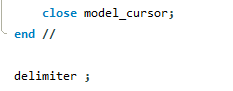 close model_cursor;
end //
delimiter ;